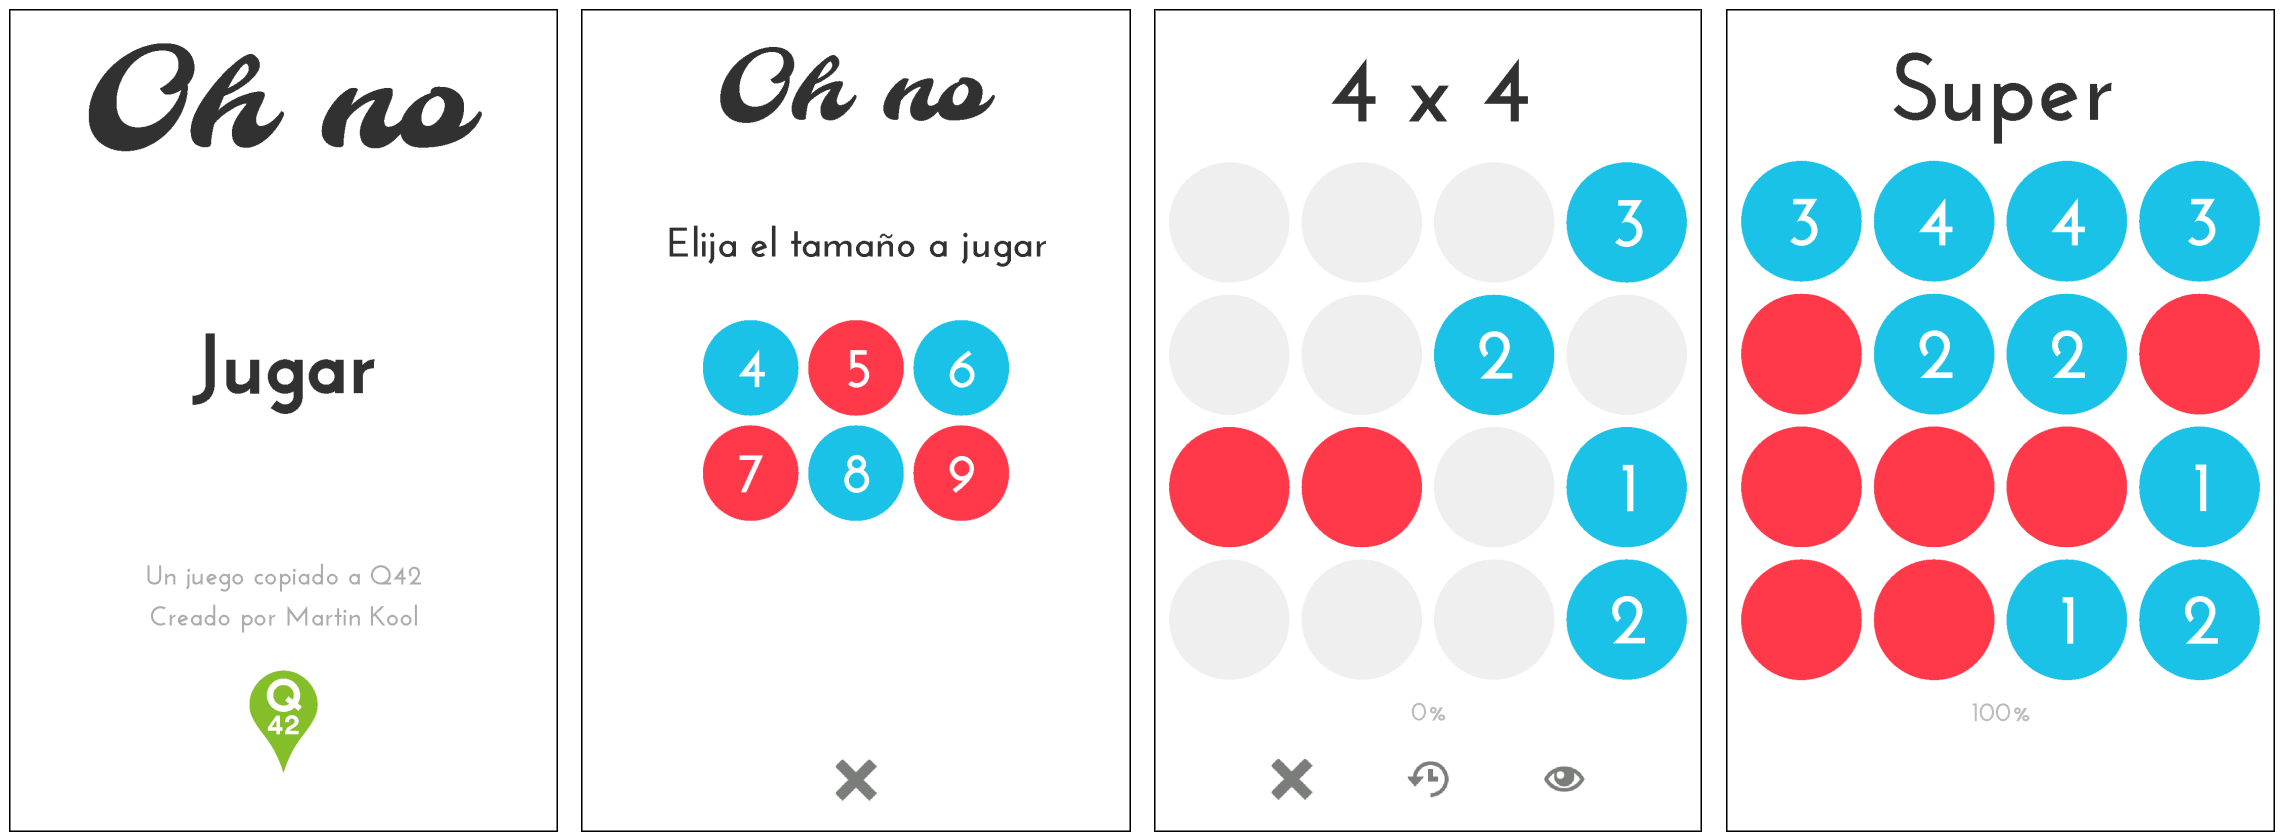 Oh no
Jugar
Un juego copiado a Q42
Creado por Martin Kool
Q
42
Oh no
Elija el tamaño a jugar
4 5 6
7 8 9
4 x 4
3
2
1
2
0%
Super
3 4 4 3
2 2
1
1 2
100%